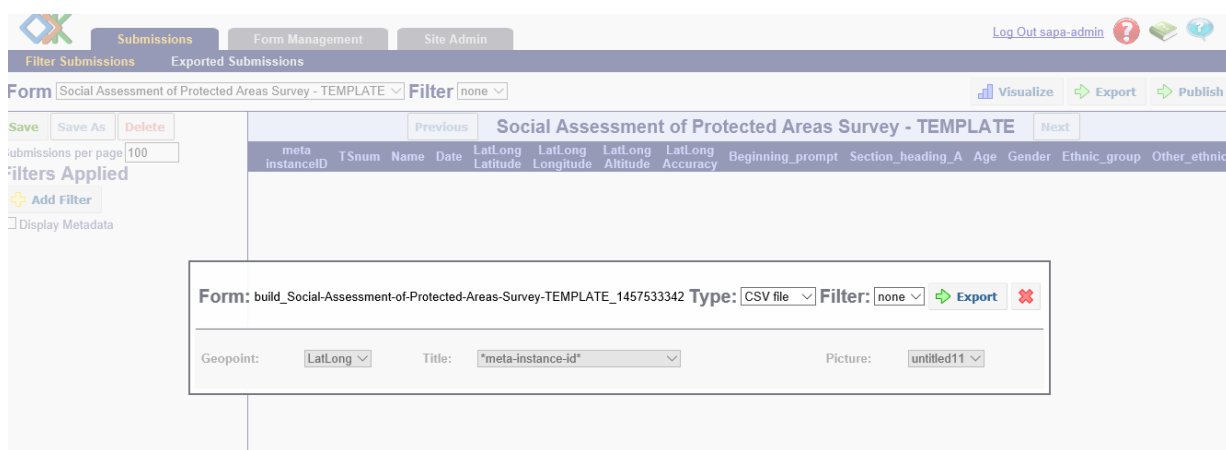 Submissions Form Management Site Admin Log Out sapa-admin
Filter Submissions Exported Submissions
Form Social Assessment of Protected Areas Survey - TEMPLATE Filter none Visualize Export Publish
Save Save As Delete Previous Social Assessment of Protected Areas Survey - TEMPLATE Next
Submissions per page 100
Filters Applied
Add Filter
Display Metadata
meta instanceID TSnum Name Date LatLong Latitude LatLong Longitude LatLong Altitude LatLong Accuracy Beginning_prompt Section_heading_A Age Gender Ethnic_group Other_ethnic
Form: build_Social-Assessment-of-Protected-Areas-Survey-TEMPLATE_1457533342 Type: CSV file Filter: none Export
Geopoint: LatLong Title: *meta-instance-id* Picture: untitled11